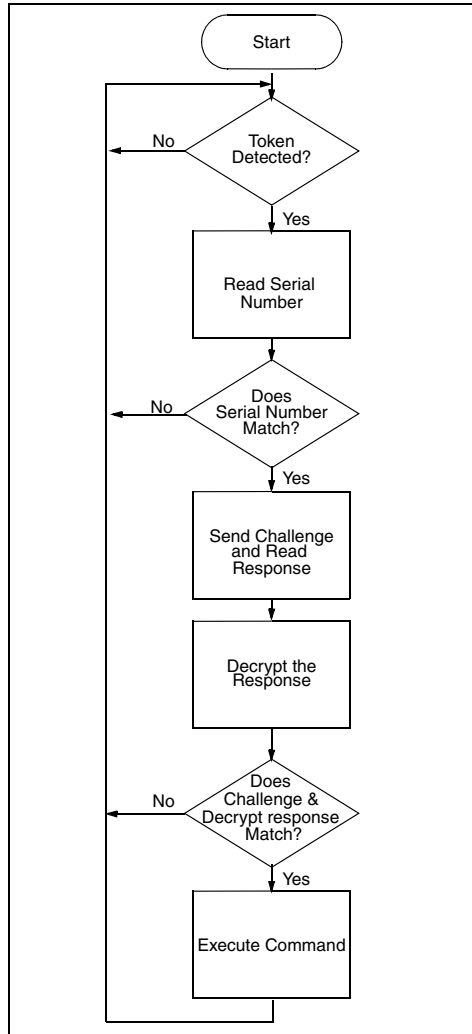 Start
Token
Detected?
No
Yes
Read Serial
Number
Does
Serial Number
Match?
No
Yes
Send Challenge
and Read
Response
Decrypt the
Response
Does
Challenge &
Decrypt response
Match?
No
Yes
Execute Command